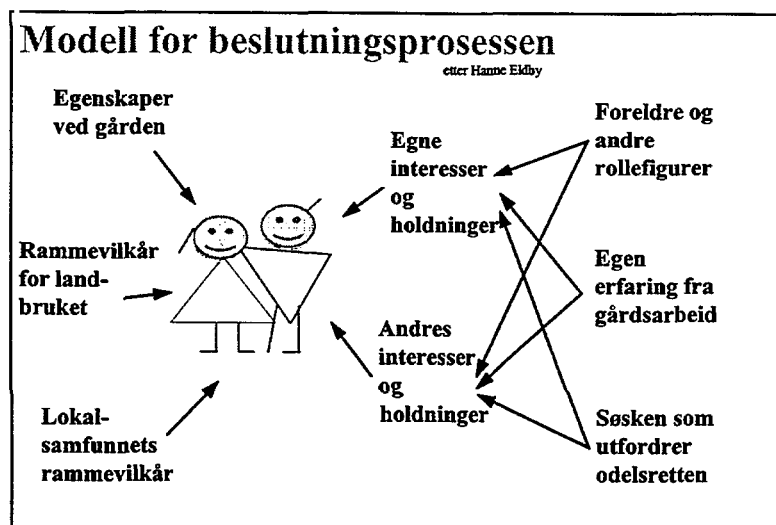 Modell for beslutningsprosessen
etter Hanne Eldby
Egenskaper
ved gården
Rammevilkår
for land-
bruket
Lokal-
samfunnets
rammevilkår
Egne
interesser
og
holdninger
Andres
interesser
og
holdninger
Foreldre og
andre
rollefigurer
Egen
erfaring fra
gårdsarbeid
Søsken som
utfordrer
odelsretten